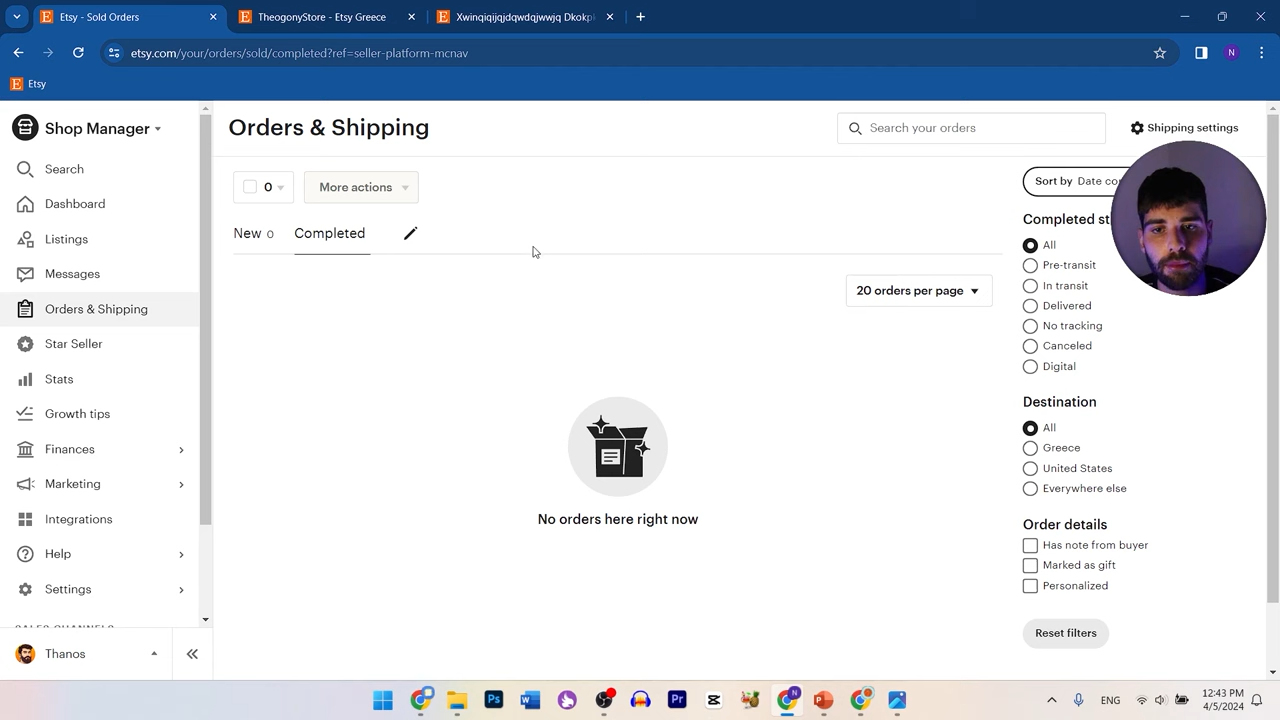 Etsy - Sold Orders
TheogonyStore - Etsy Greece
etsy.com/your/orders/sold/completed?ref=seller-platform-mcnav
N
Etsy
Shop Manager
Search
Dashboard
Listings
Messages
Orders & Shipping
Star Seller
Stats
Growth tips
Finances
Marketing
Integrations
Help
Settings
Thanos
Orders & Shipping
Search your orders
Shipping settings
0
More actions
New 0
Completed
20 orders per page
No orders here right now
Sort by Date co
Completed st
All
Pre-transit
In transit
Delivered
No tracking
Canceled
Digital
Destination
All
Greece
United States
Everywhere else
Order details
Has note from buyer
Marked as gift
Personalized
Reset filters
ENG
12:43 PM
4/5/2024